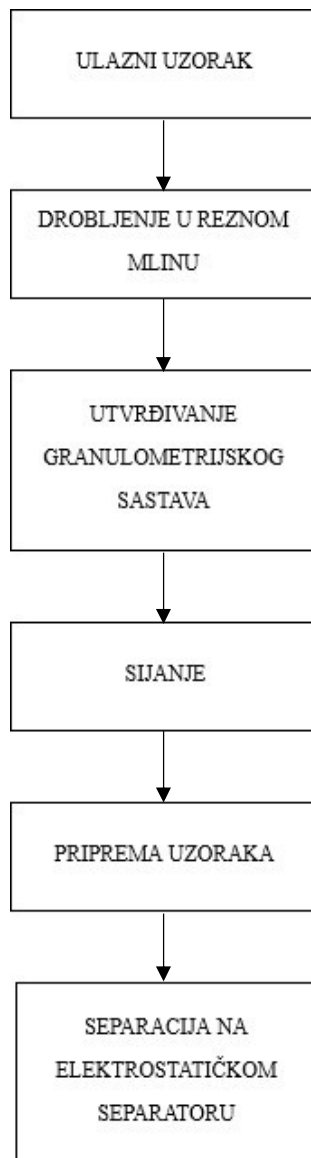 ULAZNI UZORAK
DROBLJENJE U REZNOM
MLINU
UTVRĐIVANJE
GRANULOMETRIJSKOG
SASTAVA
SIJANJE
PRIPREMA UZORAKA
SEPARACIJA NA
ELEKTROSTATIČKOM
SEPARATORU